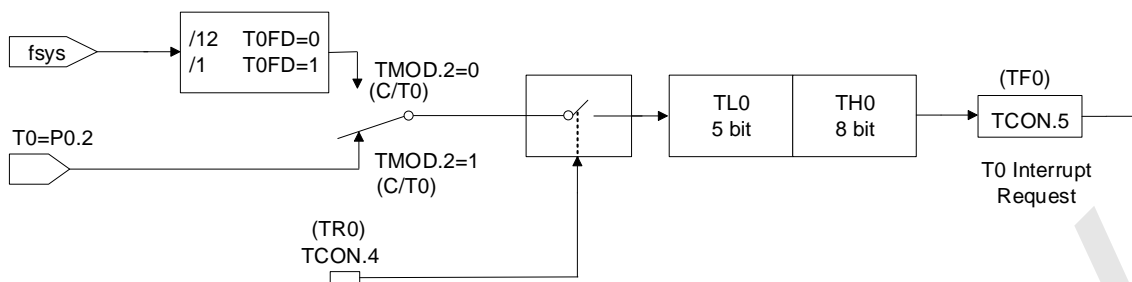 fsys
/12 T0FD=0
/1 T0FD=1
TMOD.2=0
(C/T0)
T0=P0.2
TMOD.2=1
(C/T0)
(TR0)
TCON.4
TL0
5 bit
TH0
8 bit
(TF0)
TCON.5
T0 Interrupt
Request